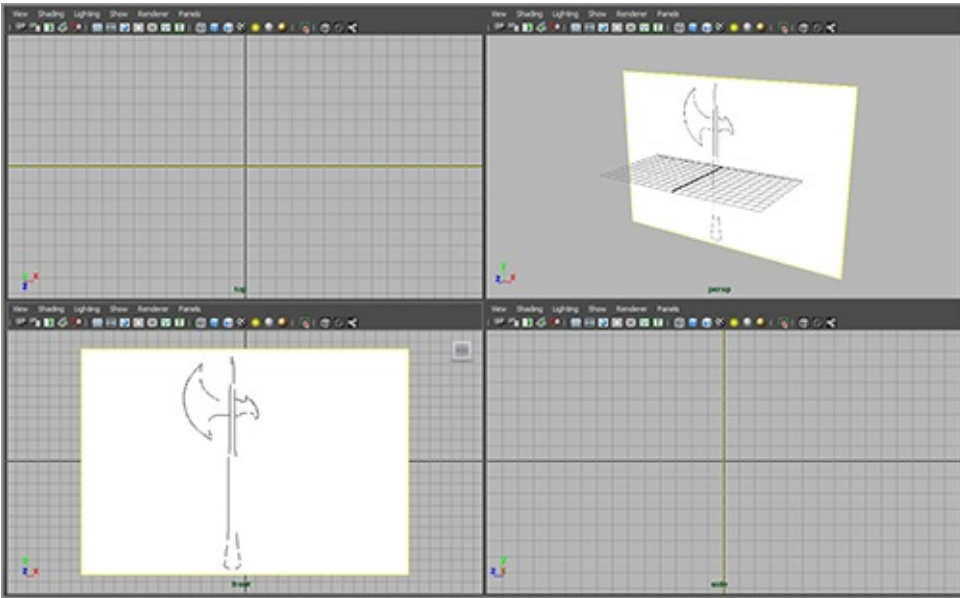 View Shading Lighting Show Renderer Panels
View Shading Lighting Show Renderer Panels
top
persp
View Shading Lighting Show Renderer Panels
View Shading Lighting Show Renderer Panels
front
side